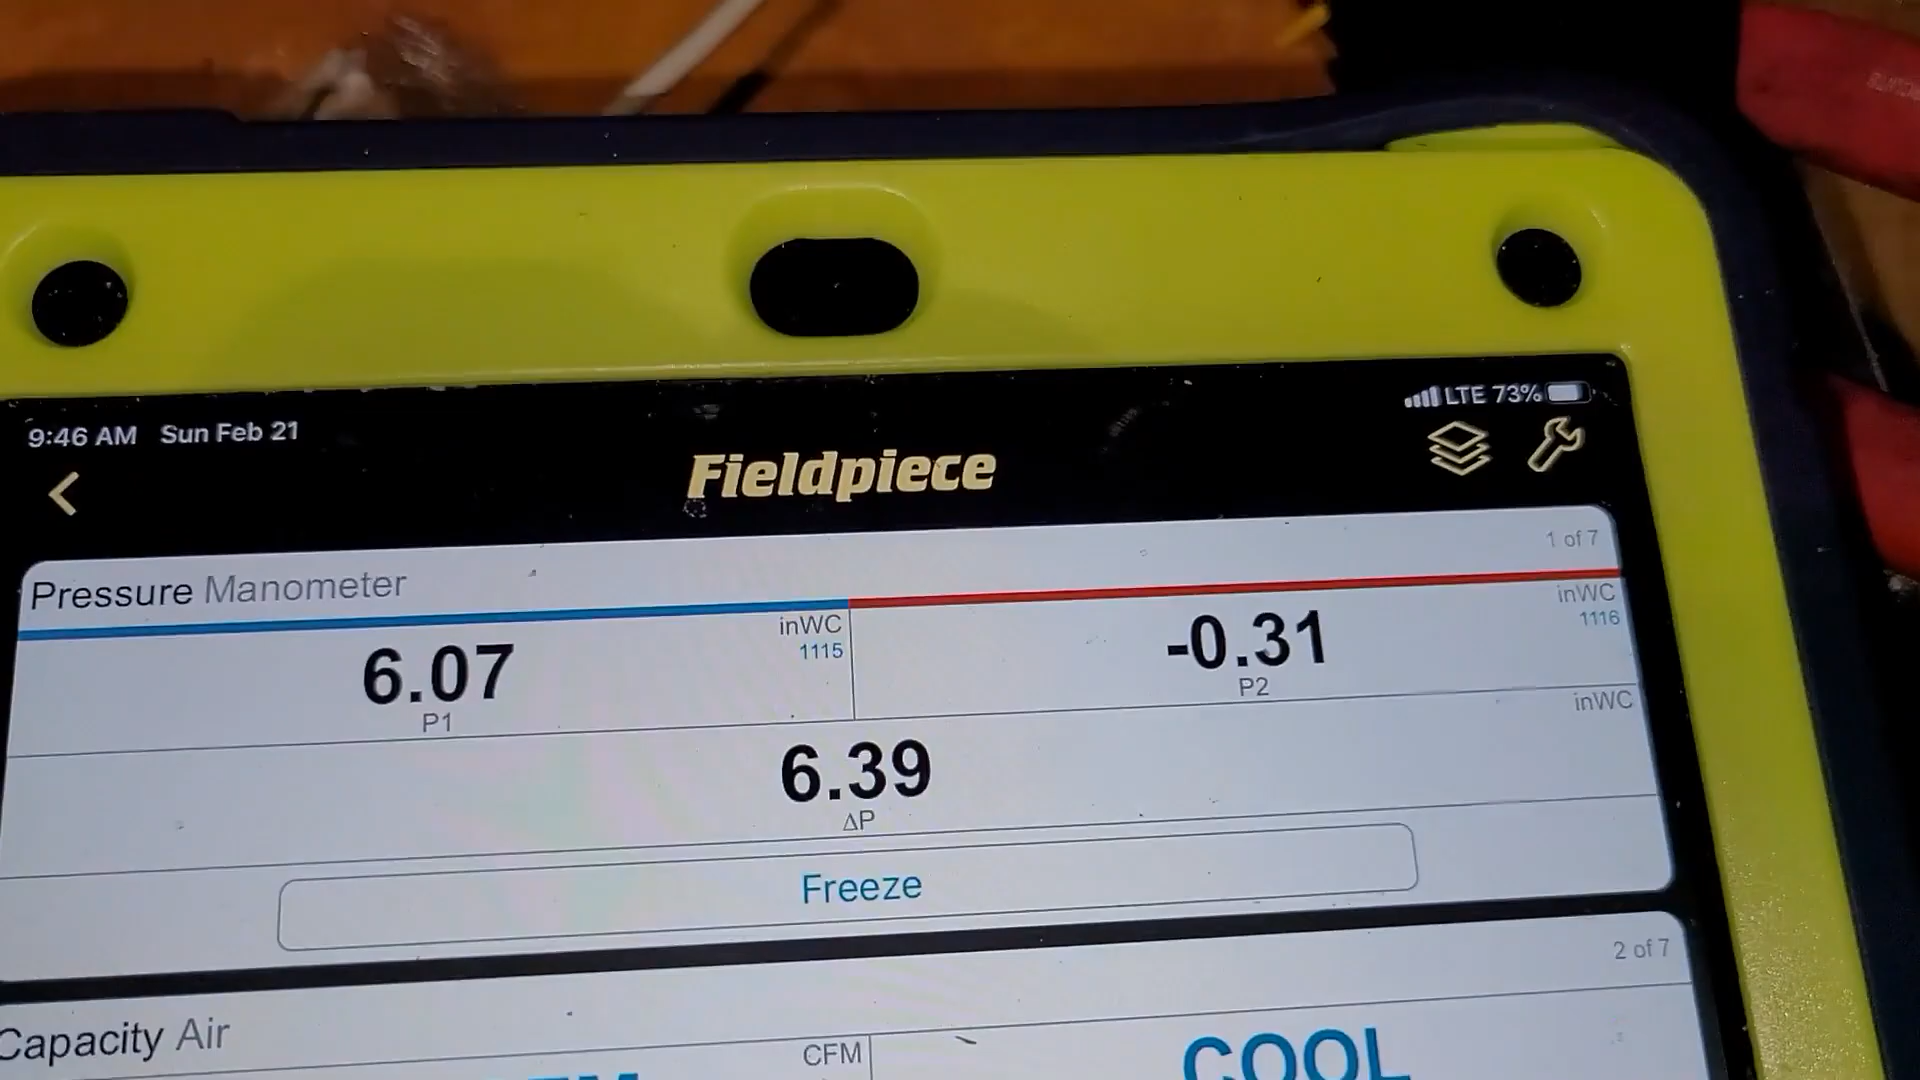 9:46 AM Sun Feb 21
LTE 73%
Fieldpiece
1 of 7
Pressure Manometer
inWC
1115
6.07
P1
inWC
1116
-0.31
P2
inWC
6.39
ΔP
Freeze
2 of 7
Capacity Air
CFM
COOL